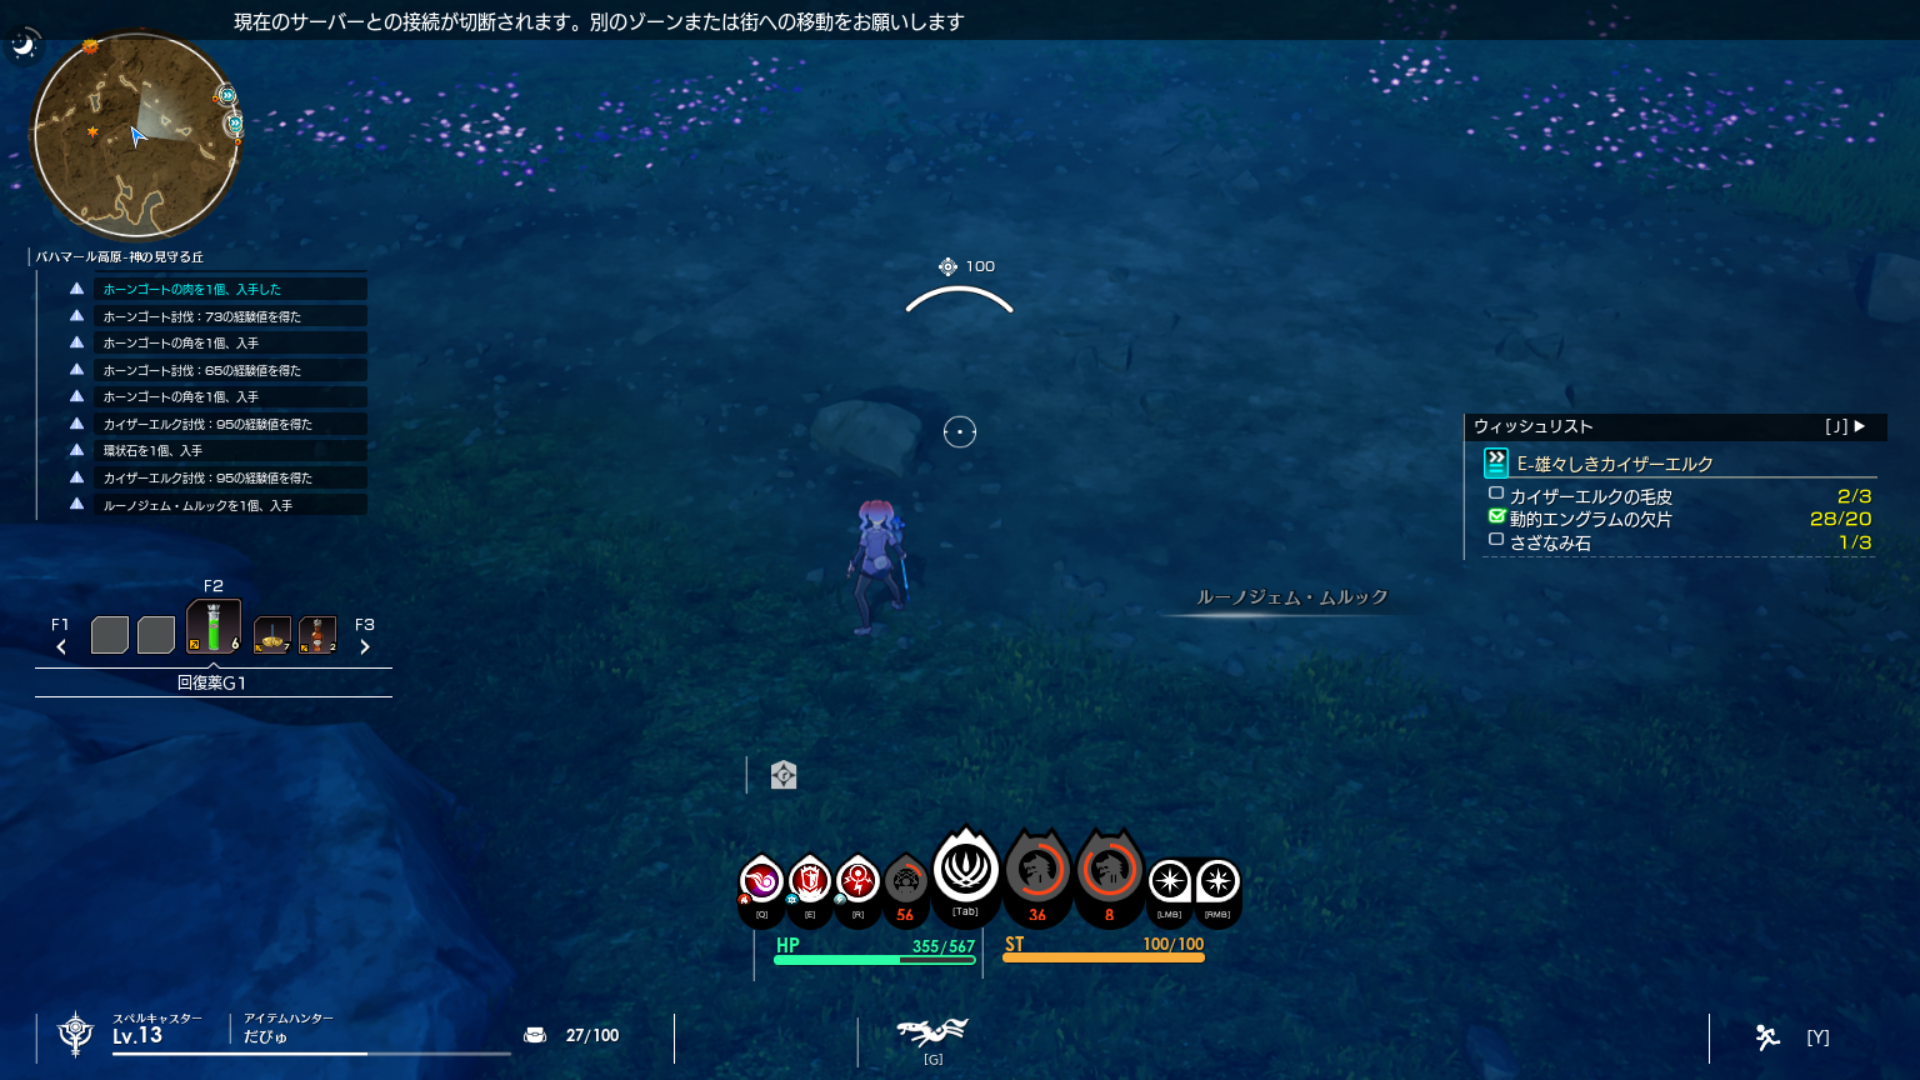 現在のサーバーとの接続が切断されます。別のゾーンまたは街への移動をお願いします
バハマール高原-神の見守る丘
ホーンゴートの肉を1個、入手した
ホーンゴート討伐：73の経験値を得た
ホーンゴートの角を1個、入手
ホーンゴート討伐：65の経験値を得た
ホーンゴートの角を1個、入手
カイザーエルク討伐：95の経験値を得た
環状石を1個、入手
カイザーエルク討伐：95の経験値を得た
ルーノジェム・ムルックを1個、入手
100
ウィッシュリスト [J]
E-雄々しきカイザーエルク
カイザーエルクの毛皮 2/3
動的エングラムの欠片 28/20
さざなみ石 1/3
ルーノジェム・ムルック
F1 F2 F3
6 7 2
回復薬G1
56 36 8
[Q] [E] [R] [Tab] [LMB] [RMB]
HP 355/567 ST 100/100
スペルキャスター アイテムハンター
Lv.13 だびゅ 27/100
[G]
[Y]